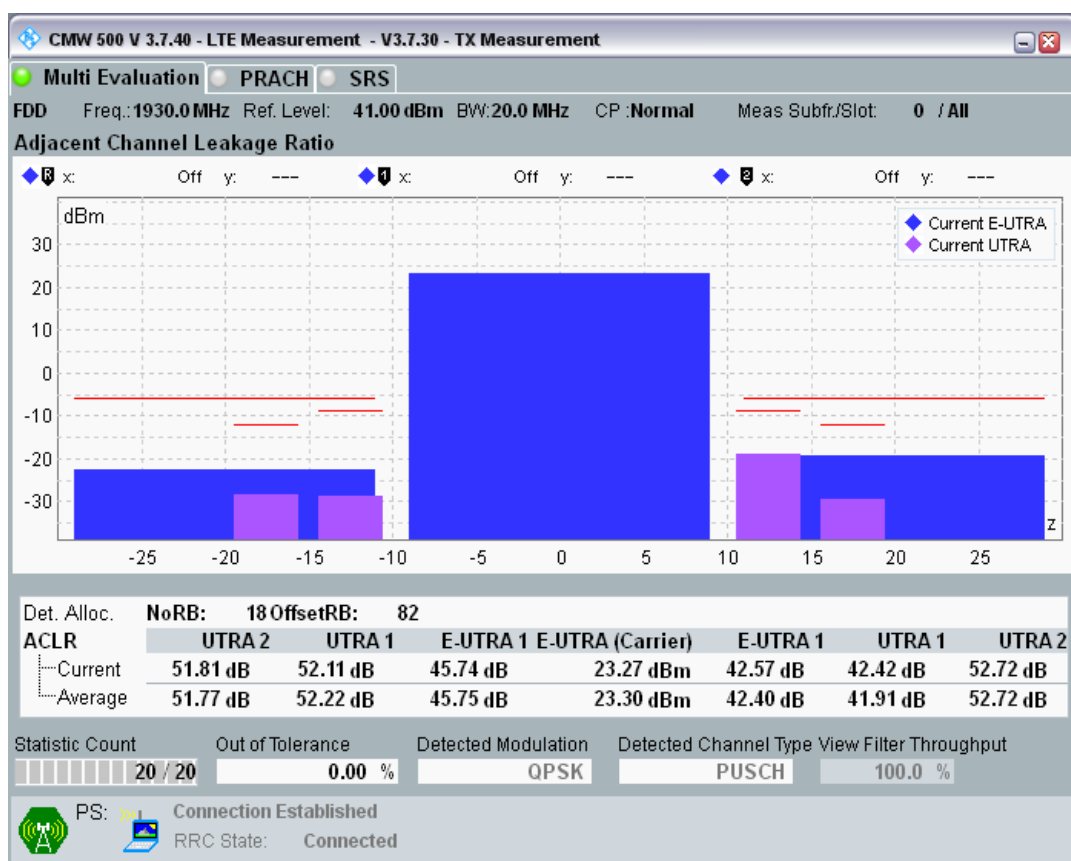 CMW 500 V 3.7.40 - LTE Measurement - V3.7.30 - TX Measurement
Multi Evaluation PRACH SRS
FDD Freq.: 1930.0 MHz Ref. Level: 41.00 dBm BW: 20.0 MHz CP : Normal Meas Subfr./Slot: 0 / All
Adjacent Channel Leakage Ratio
R x: Off y: --- 1 x: Off y: --- 2 x: Off y: ---
dBm
Current E-UTRA
Current UTRA
30
20
10
0
-10
-20
-30
z
-25 -20 -15 -10 -5 0 5 10 15 20 25
Det. Alloc. NoRB: 18 OffsetRB: 82
ACLR UTRA 2 UTRA 1 E-UTRA 1 E-UTRA (Carrier) E-UTRA 1 UTRA 1 UTRA 2
Current 51.81 dB 52.11 dB 45.74 dB 23.27 dBm 42.57 dB 42.42 dB 52.72 dB
Average 51.77 dB 52.22 dB 45.75 dB 23.30 dBm 42.40 dB 41.91 dB 52.72 dB
Statistic Count Out of Tolerance Detected Modulation Detected Channel Type View Filter Throughput
20 / 20 0.00 % QPSK PUSCH 100.0 %
PS: Connection Established
RRC State: Connected